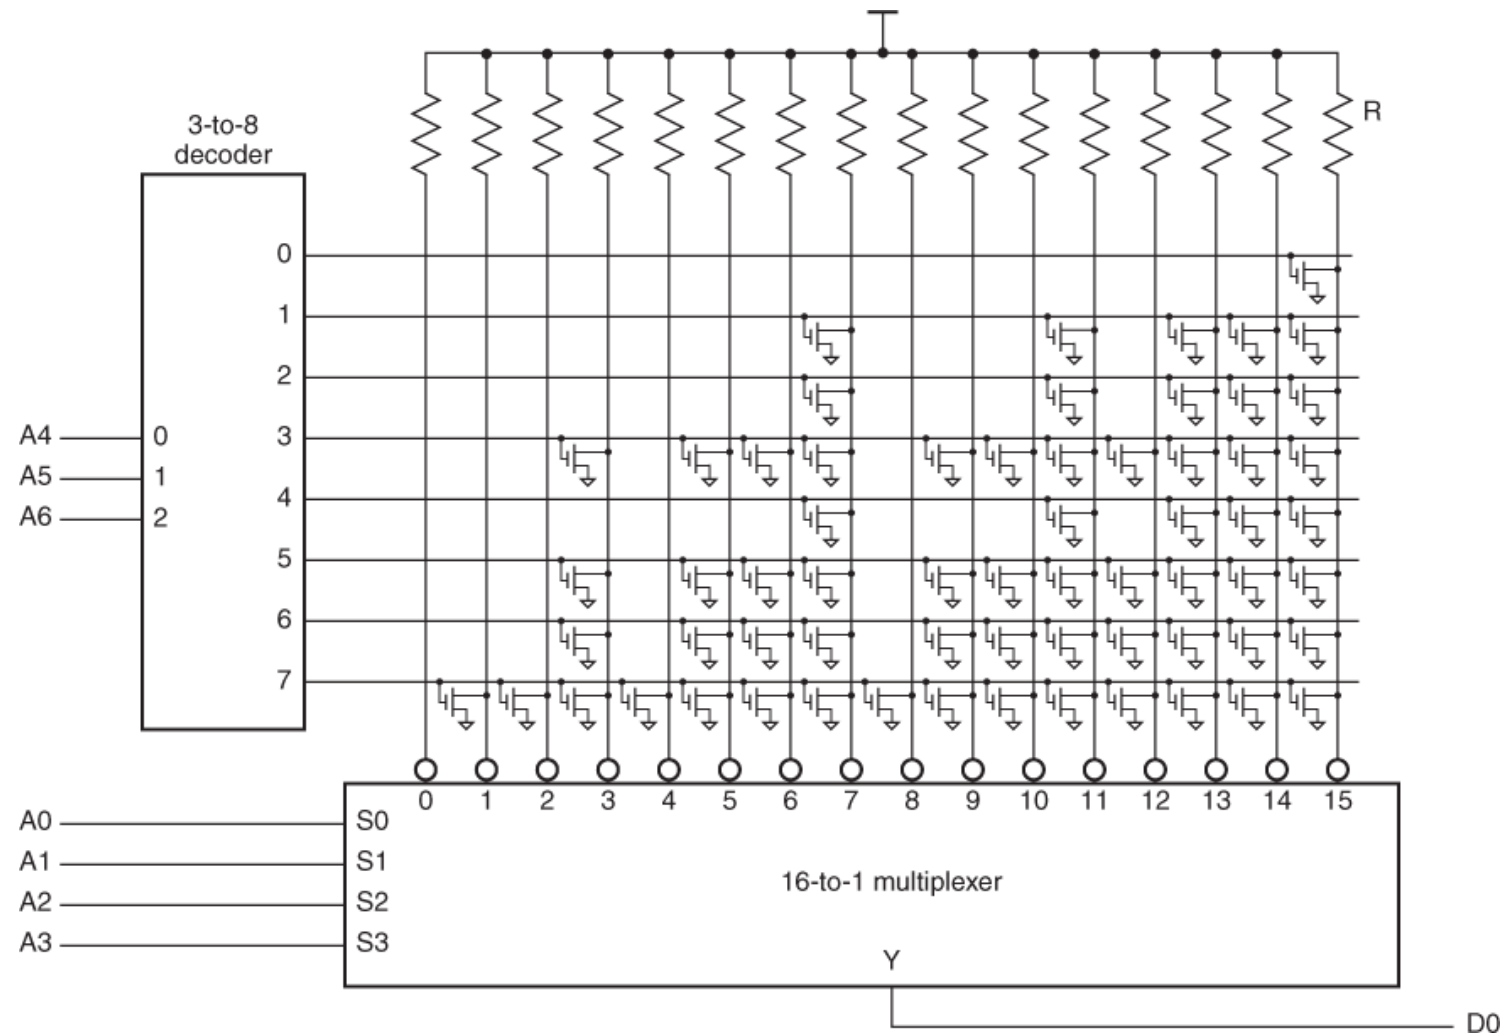 R
3-to-8
decoder
0
1
2
A4 0 3
A5 1
A6 2 4
5
6
7
0 1 2 3 4 5 6 7 8 9 10 11 12 13 14 15
A0 S0
A1 S1
16-to-1 multiplexer
A2 S2
A3 S3
Y
D0